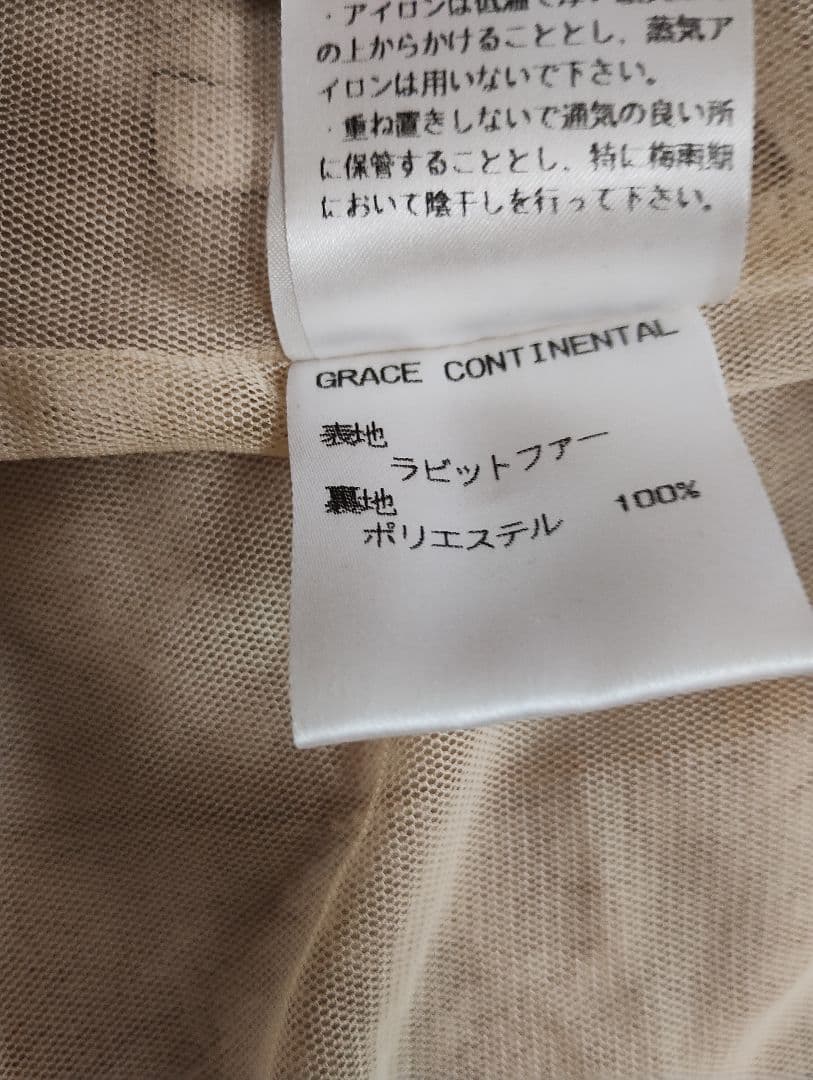 ・アイロンは低温で
の上からかけることとし、蒸気ア
イロンは用いないで下さい。
・重ね置きしないで通気の良い所
に保管することとし、特に梅雨期
において陰干しを行って下さい。
GRACE CONTINENTAL
表地
ラビットファー
裏地
ポリエステル 100%